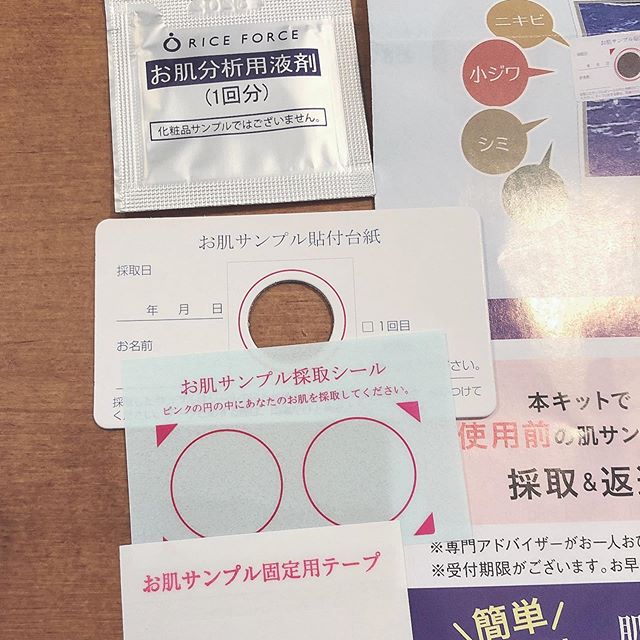 RICE FORCE
お肌分析用液剤
(1回分)
化粧品サンプルではございません。
ニキビ
小ジワ
シミ
お肌サンプル貼付台紙
採取日
年 月 日
お名前
□1回目
さい。
お肌サンプル採取シール
ピンクの円の中にあなたのお肌を採取してください。
お肌サンプル固定用テープ
本キットで
使用前の肌サン
採取&返
※専門アドバイザーがお一人おひ
※受付期限がございます。お早
簡単
肌